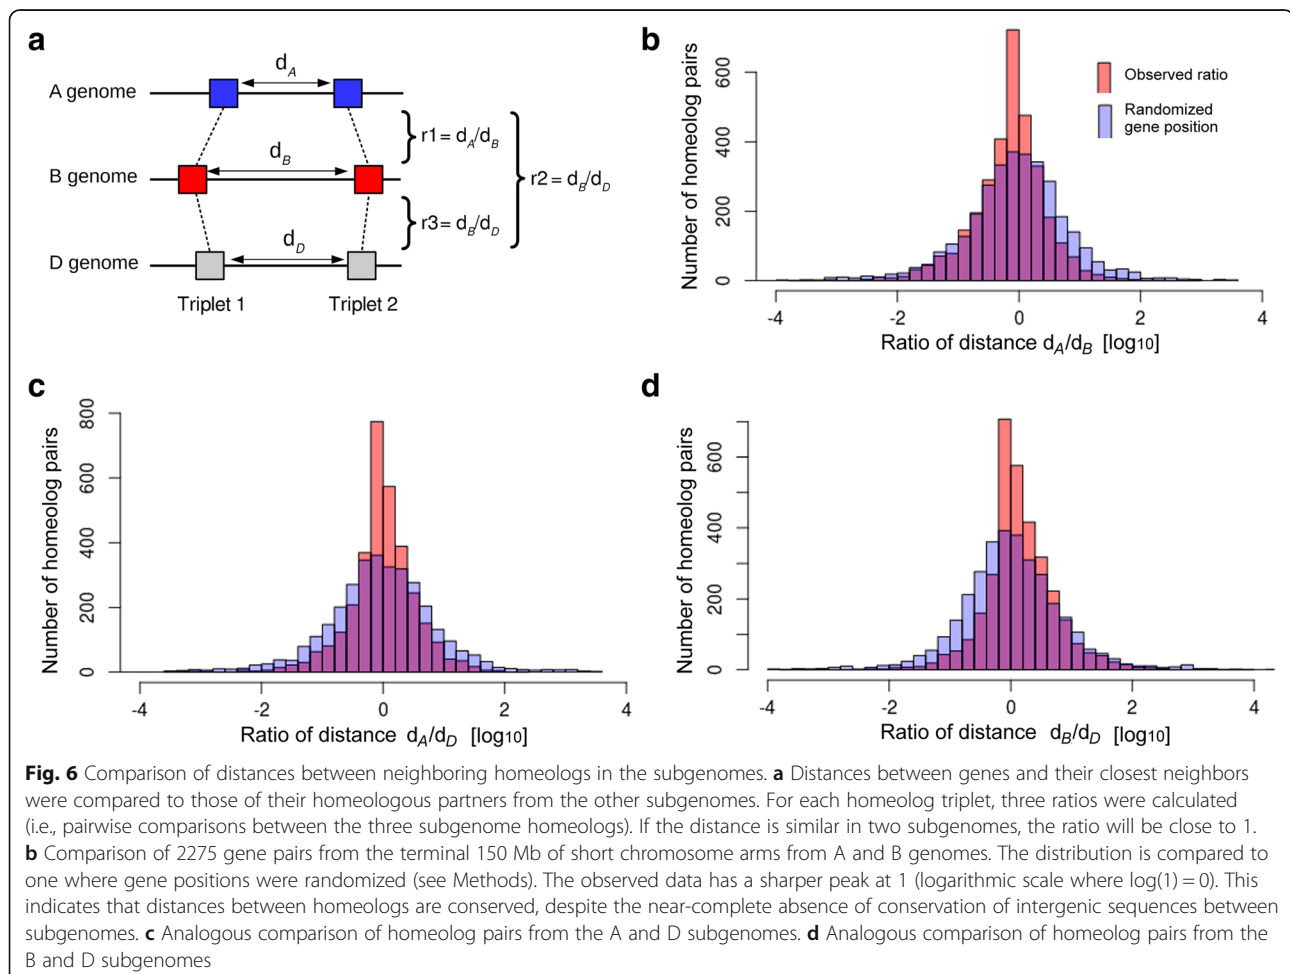 a
A genome
d_A
r1 = d_A/d_B
B genome
d_B
r2 = d_B/d_D
r3 = d_B/d_D
D genome
d_D
Triplet 1 Triplet 2
b
Number of homeolog pairs
0 200 400 600
Observed ratio
Randomized
gene position
-4 -2 0 2 4
Ratio of distance d_A/d_B [log10]
c
Number of homeolog pairs
0 200 400 600 800
-4 -2 0 2 4
Ratio of distance d_A/d_D [log10]
d
Number of homeolog pairs
0 200 400 600
-4 -2 0 2 4
Ratio of distance d_B/d_D [log10]
Fig. 6 Comparison of distances between neighboring homeologs in the subgenomes. a Distances between genes and their closest neighbors
were compared to those of their homeologous partners from the other subgenomes. For each homeolog triplet, three ratios were calculated
(i.e., pairwise comparisons between the three subgenome homeologs). If the distance is similar in two subgenomes, the ratio will be close to 1.
b Comparison of 2275 gene pairs from the terminal 150 Mb of short chromosome arms from A and B genomes. The distribution is compared to
one where gene positions were randomized (see Methods). The observed data has a sharper peak at 1 (logarithmic scale where log(1) = 0). This
indicates that distances between homeologs are conserved, despite the near-complete absence of conservation of intergenic sequences between
subgenomes. c Analogous comparison of homeolog pairs from the A and D subgenomes. d Analogous comparison of homeolog pairs from the
B and D subgenomes